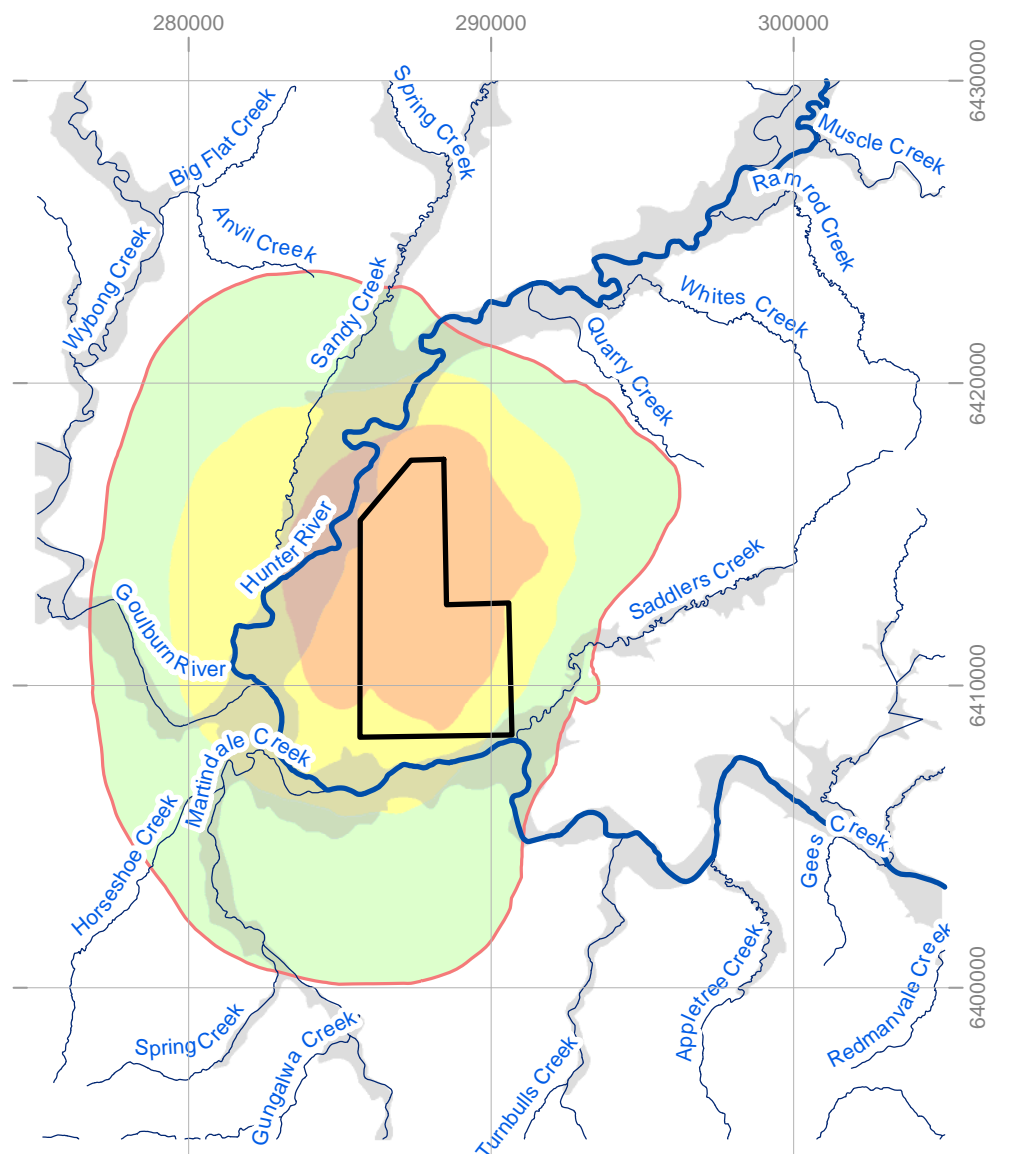 280000
290000
300000
6430000
6420000
6410000
6400000
Spring Creek
Big Flat Creek
Muscle Creek
Ramrod Creek
Anvil Creek
Wybong Creek
Sandy Creek
Whites Creek
Quarry Creek
Hunter River
Saddlers Creek
Goulburn River
Martindale Creek
Horseshoe Creek
Gees Creek
Appletree Creek
Redmanvale Creek
Spring Creek
Gungalwa Creek
Turnbulls Creek